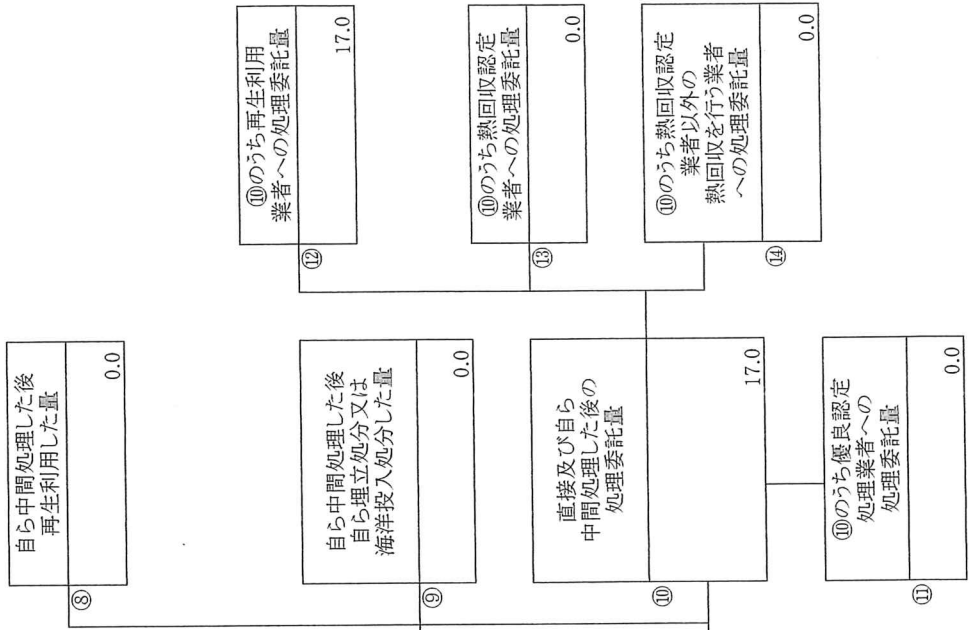 自ら中間処理した後
再生利用した量
⑧
0.0
自ら中間処理した後
自ら埋立処分又は
海洋投入処分した量
⑨
0.0
直接及び自ら
中間処理した後の
処理委託量
⑩
17.0
⑩のうち優良認定
処理業者への
処理委託量
⑪
0.0
⑩のうち再生利用
業者への処理委託量
⑫
17.0
⑩のうち熱回収認定
業者への処理委託量
⑬
0.0
⑩のうち熱回収認定
業者以外の
熱回収を行う業者
への処理委託量
⑭
0.0